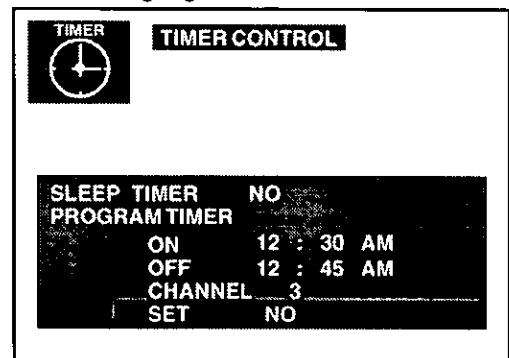 TIMER
TIMER CONTROL
SLEEP TIMER NO
PROGRAM TIMER
ON 12 : 30 AM
OFF 12 : 45 AM
CHANNEL 3
SET NO